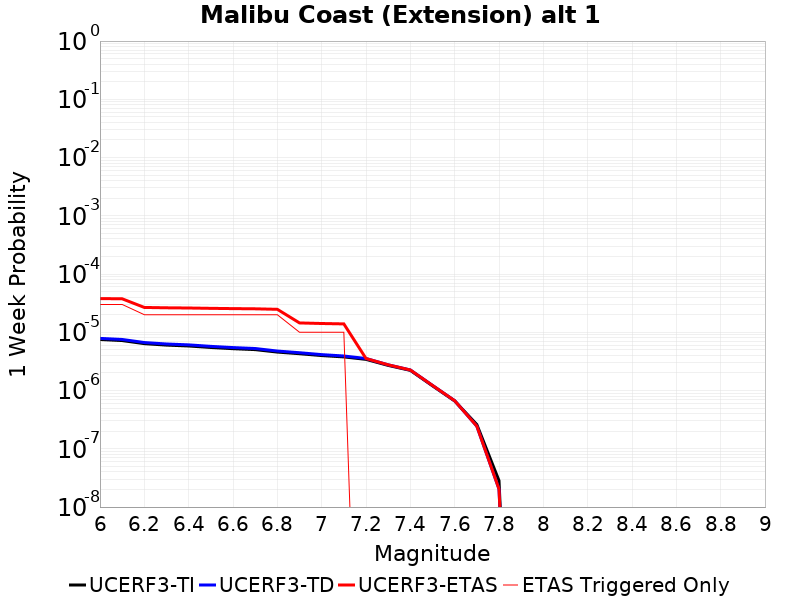 Malibu Coast (Extension) alt 1
1 Week Probability
10^0
10^-1
10^-2
10^-3
10^-4
10^-5
10^-6
10^-7
10^-8
6 6.2 6.4 6.6 6.8 7 7.2 7.4 7.6 7.8 8 8.2 8.4 8.6 8.8 9
Magnitude
UCERF3-TI UCERF3-TD UCERF3-ETAS ETAS Triggered Only